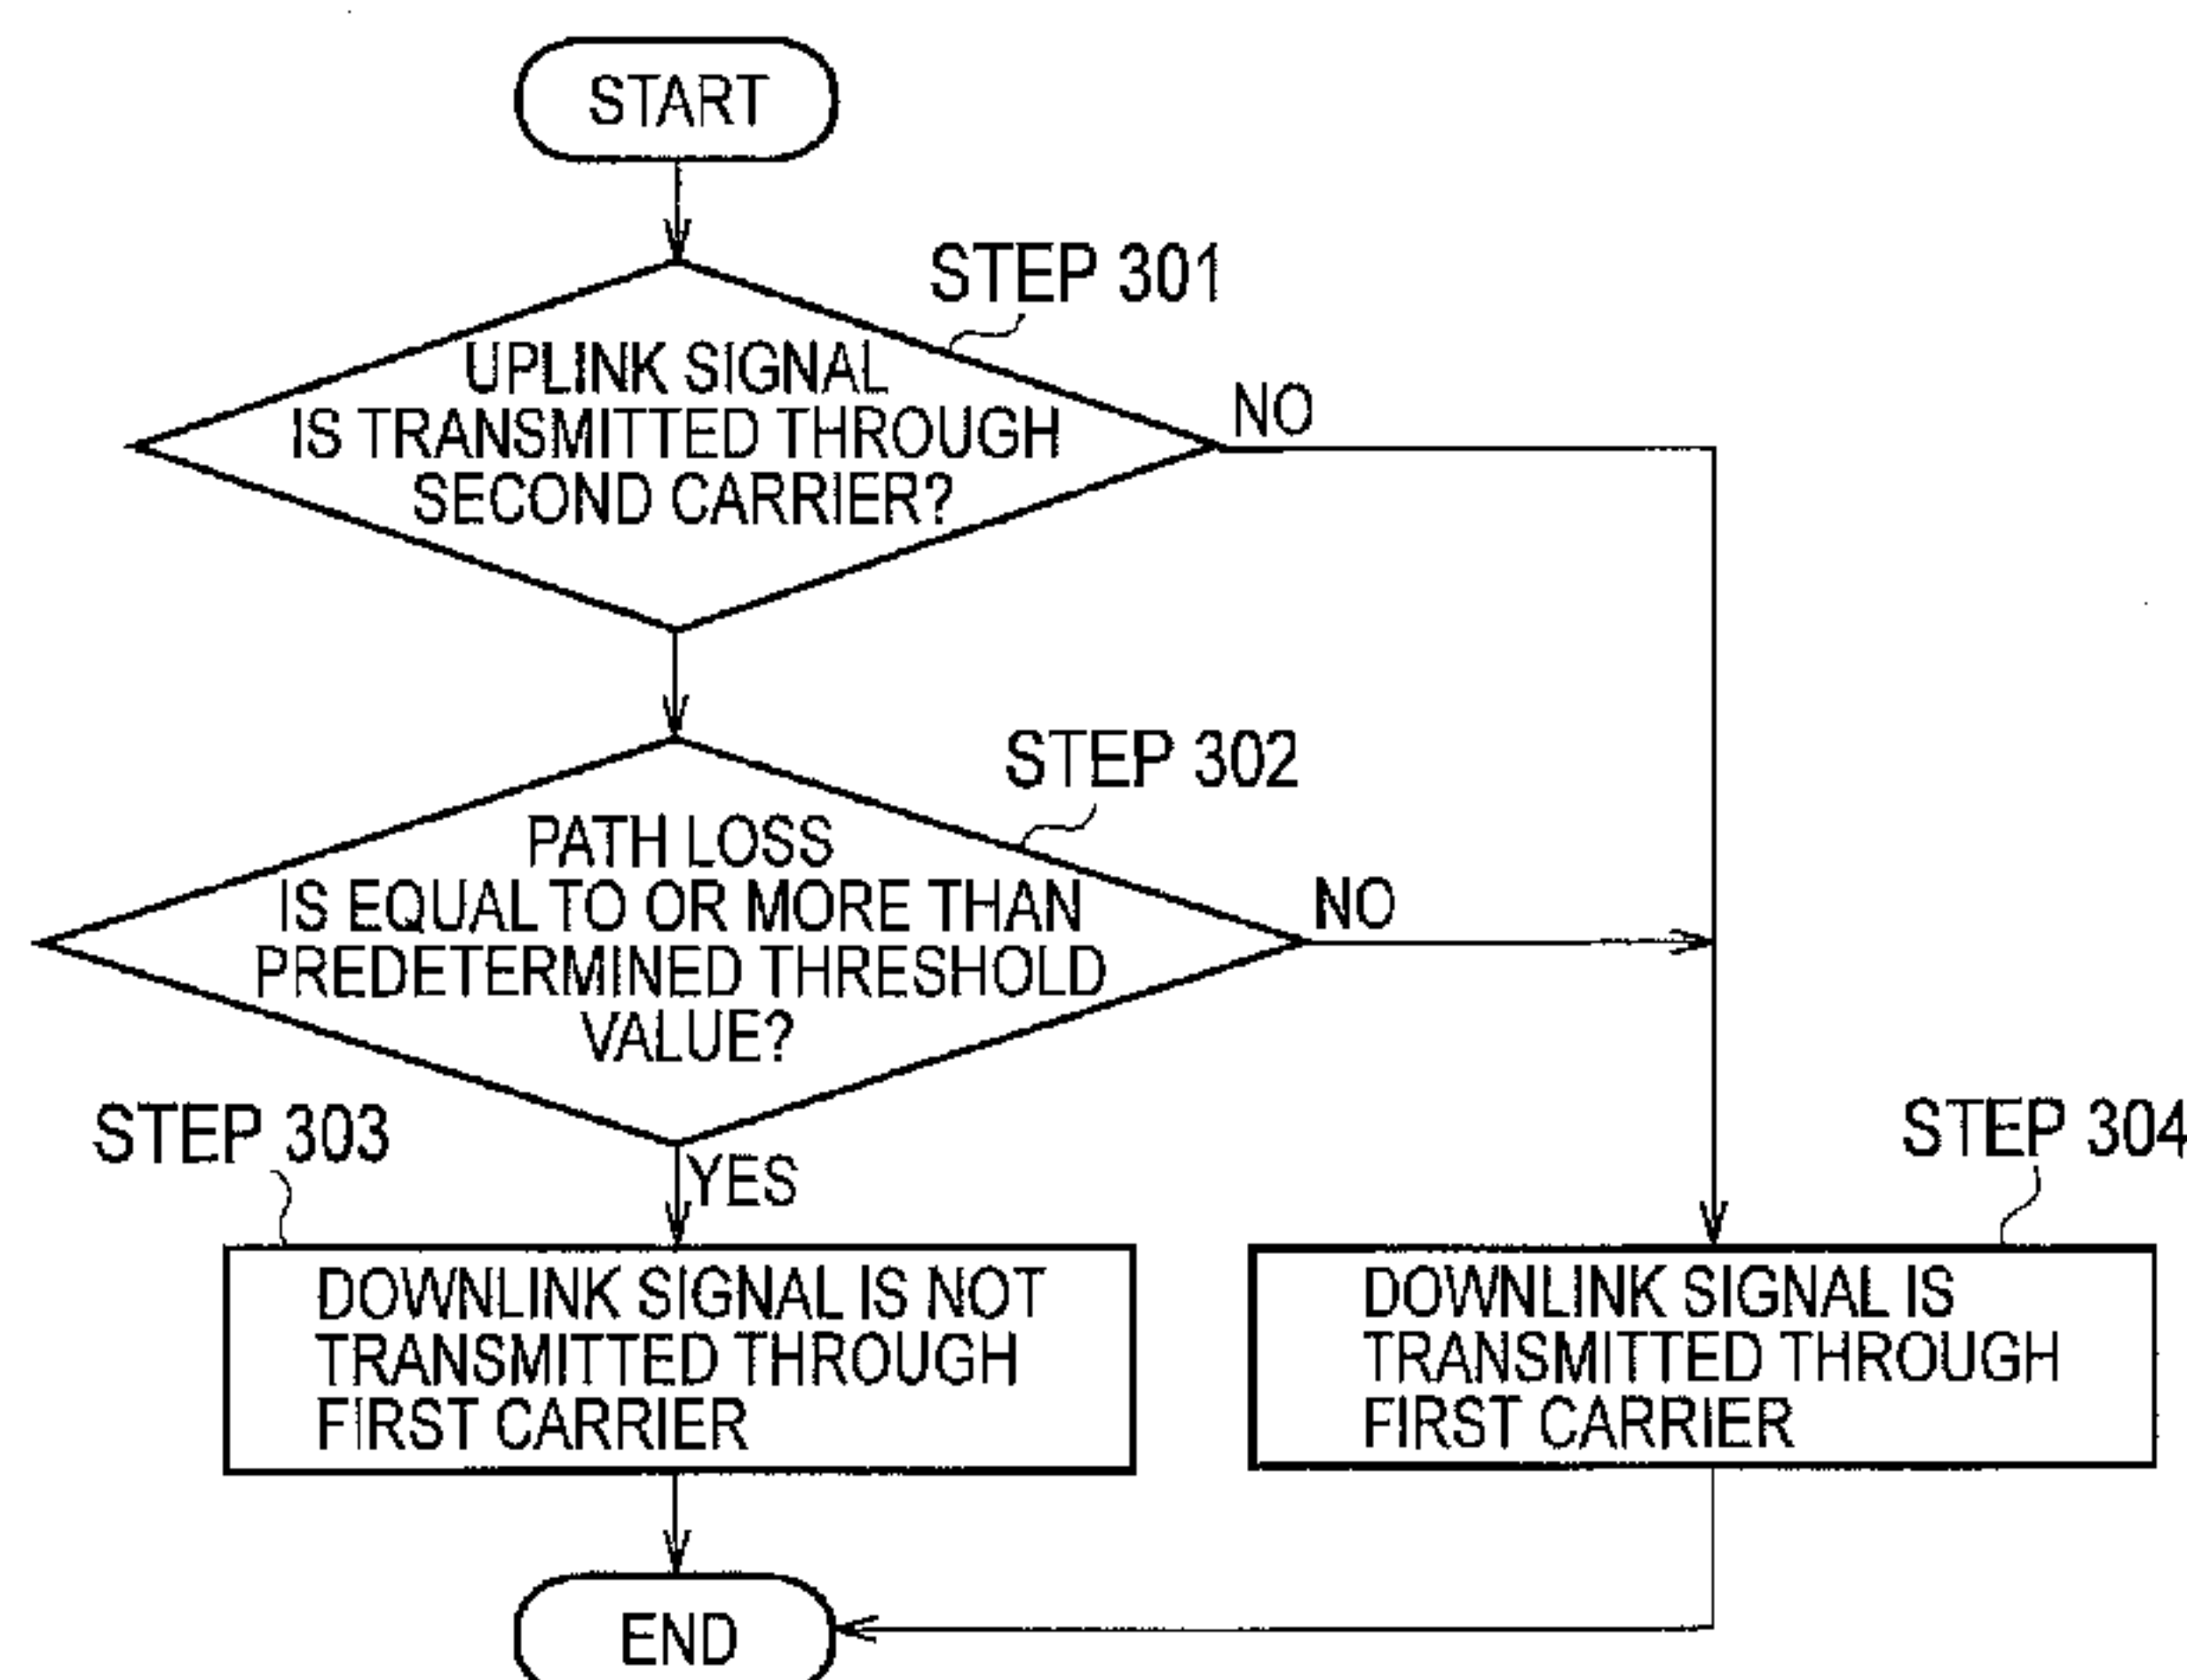 START
STEP 301
UPLINK SIGNAL
IS TRANSMITTED THROUGH
SECOND CARRIER?
NO
STEP 302
PATH LOSS
IS EQUAL TO OR MORE THAN
PREDETERMINED THRESHOLD
VALUE?
NO
YES
STEP 303
DOWNLINK SIGNAL IS NOT
TRANSMITTED THROUGH
FIRST CARRIER
STEP 304
DOWNLINK SIGNAL IS
TRANSMITTED THROUGH
FIRST CARRIER
END